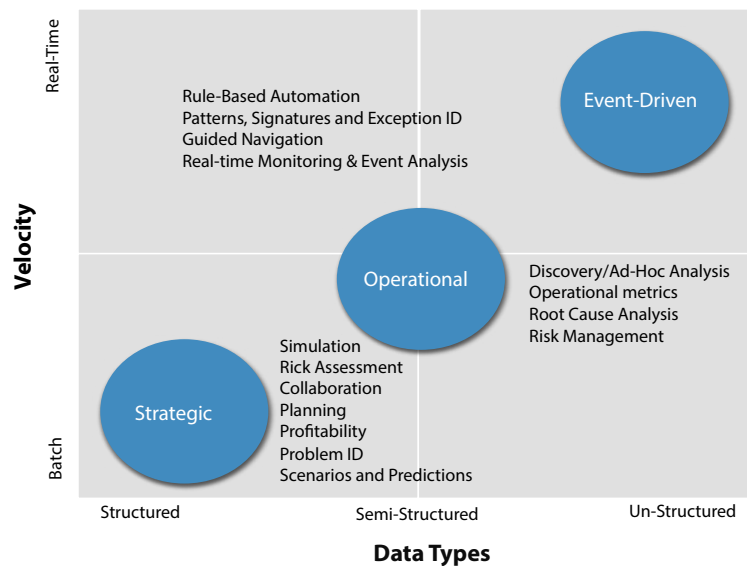 Real-Time
Rule-Based Automation
Patterns, Signatures and Exception ID
Guided Navigation
Real-time Monitoring & Event Analysis
Event-Driven
Velocity
Operational
Discovery/Ad-Hoc Analysis
Operational metrics
Root Cause Analysis
Risk Management
Strategic
Simulation
Rick Assessment
Collaboration
Planning
Profitability
Problem ID
Scenarios and Predictions
Batch
Structured
Semi-Structured
Un-Structured
Data Types